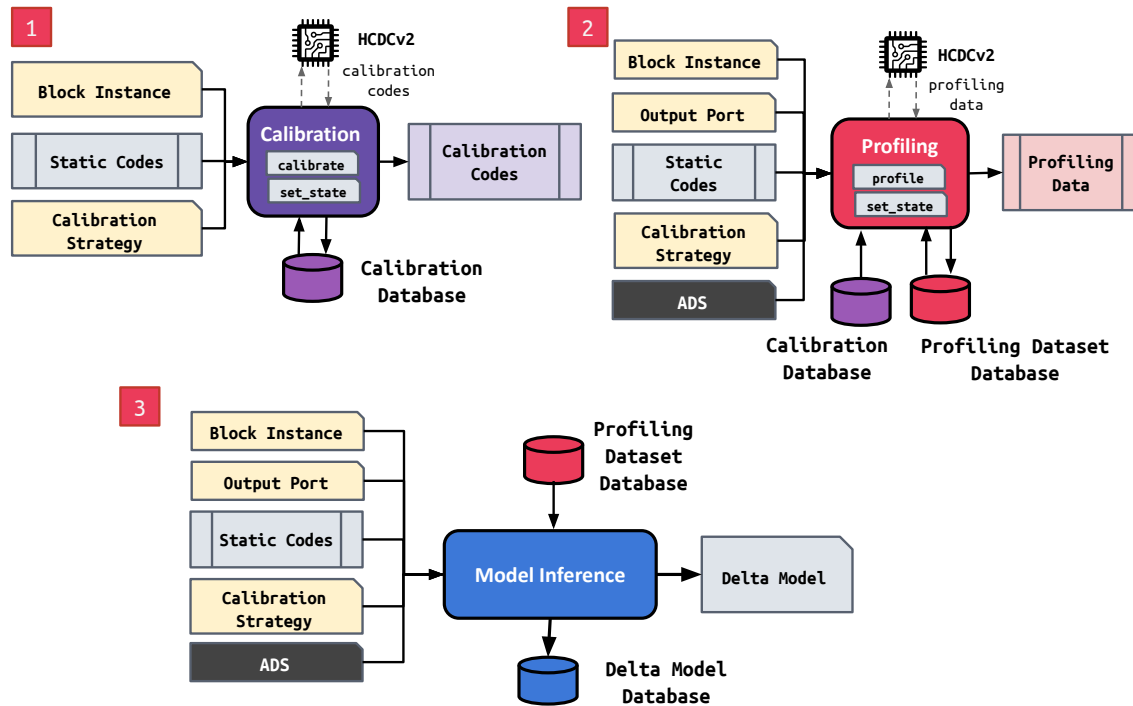 1
HCDCv2
calibration
codes
Block Instance
Static Codes
Calibration
Strategy
Calibration
calibrate
set_state
Calibration
Codes
Calibration
Database
2
HCDCv2
profiling
data
Block Instance
Output Port
Static
Codes
Calibration
Strategy
ADS
Profiling
profile
set_state
Profiling
Data
Calibration
Database
Profiling Dataset
Database
3
Block Instance
Output Port
Static Codes
Calibration
Strategy
ADS
Profiling
Dataset
Database
Model Inference
Delta Model
Delta Model
Database